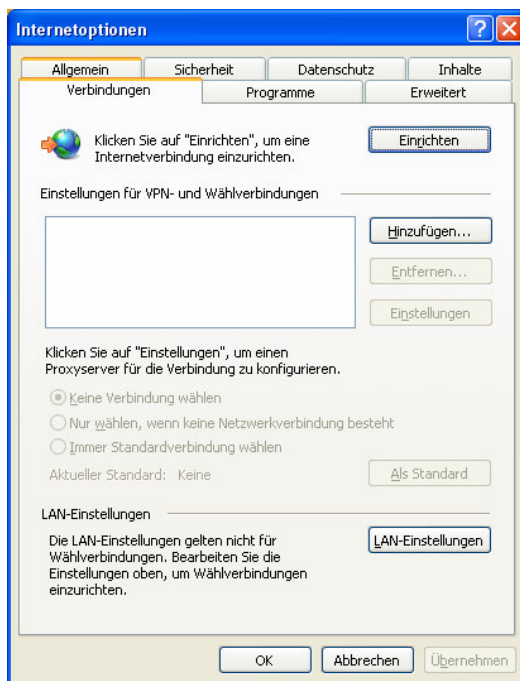 Internetoptionen
Allgemein
Sicherheit
Datenschutz
Inhalte
Verbindungen
Programme
Erweitert
Klicken Sie auf "Einrichten", um eine
Internetverbindung einzurichten.
Einrichten
Einstellungen für VPN- und Wählverbindungen
Hinzufügen...
Entfernen...
Einstellungen
Klicken Sie auf "Einstellungen", um einen
Proxyserver für die Verbindung zu konfigurieren.
Keine Verbindung wählen
Nur wählen, wenn keine Netzwerkverbindung besteht
Immer Standardverbindung wählen
Aktueller Standard: Keine
Als Standard
LAN-Einstellungen
Die LAN-Einstellungen gelten nicht für
Wählverbindungen. Bearbeiten Sie die
Einstellungen oben, um Wählverbindungen
einzurichten.
LAN-Einstellungen
OK
Abbrechen
Übernehmen